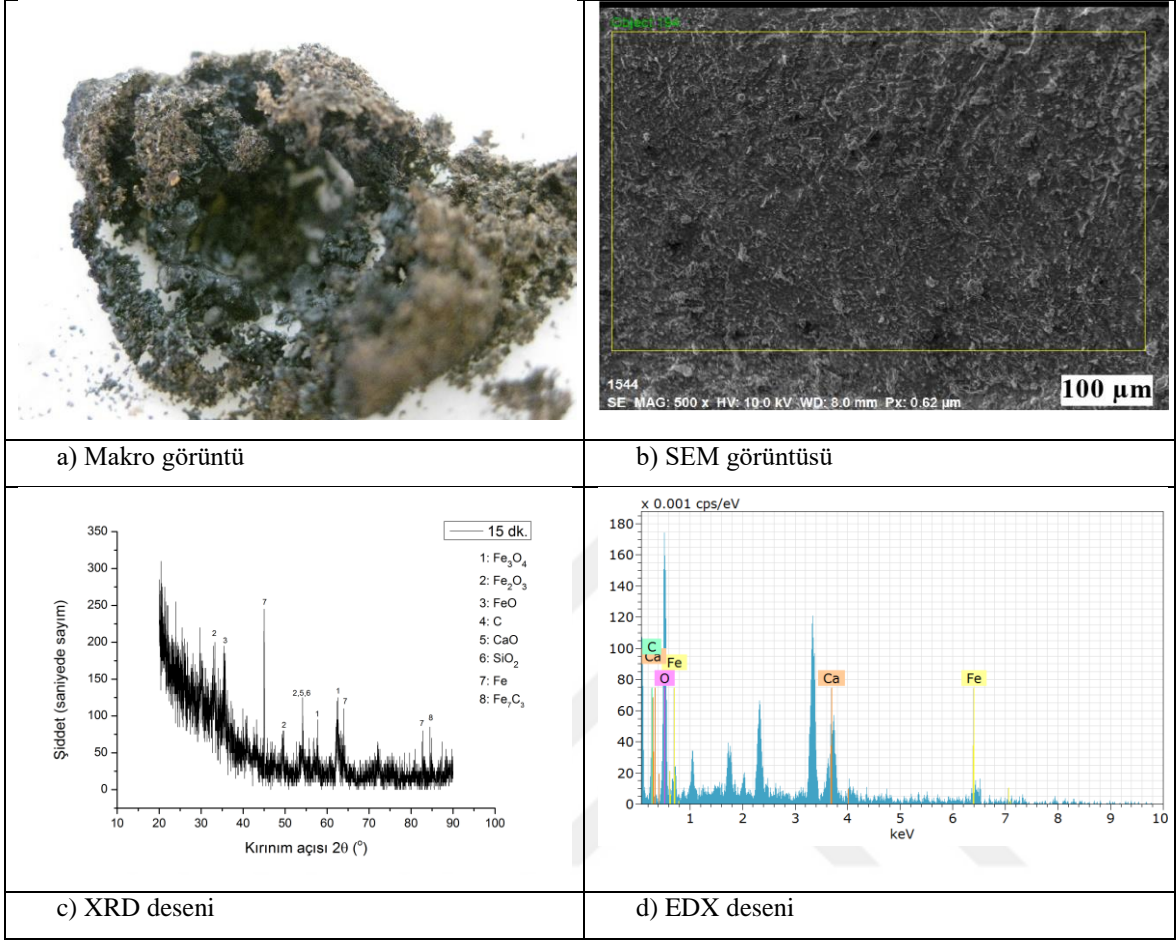 Object 194
1544
SE MAG: 500 x HV: 10.0 kV WD: 8.0 mm Px: 0.62 µm
100 µm
a) Makro görüntü
b) SEM görüntüsü
350
300
250
200
150
100
50
0
10 20 30 40 50 60 70 80 90 100
Şiddet (saniyede sayım)
Kırınım açısı 2θ (°)
15 dk.
1: Fe₃O₄
2: Fe₂O₃
3: FeO
4: C
5: CaO
6: SiO₂
7: Fe
8: Fe₇C₃
2
3
7
2
2,5,6
1
1
7
7
8
x 0.001 cps/eV
180
160
140
120
100
80
60
40
20
0
C
Ca
Fe
O
Ca
Fe
1 2 3 4 5 6 7 8 9 10
keV
c) XRD deseni
d) EDX deseni